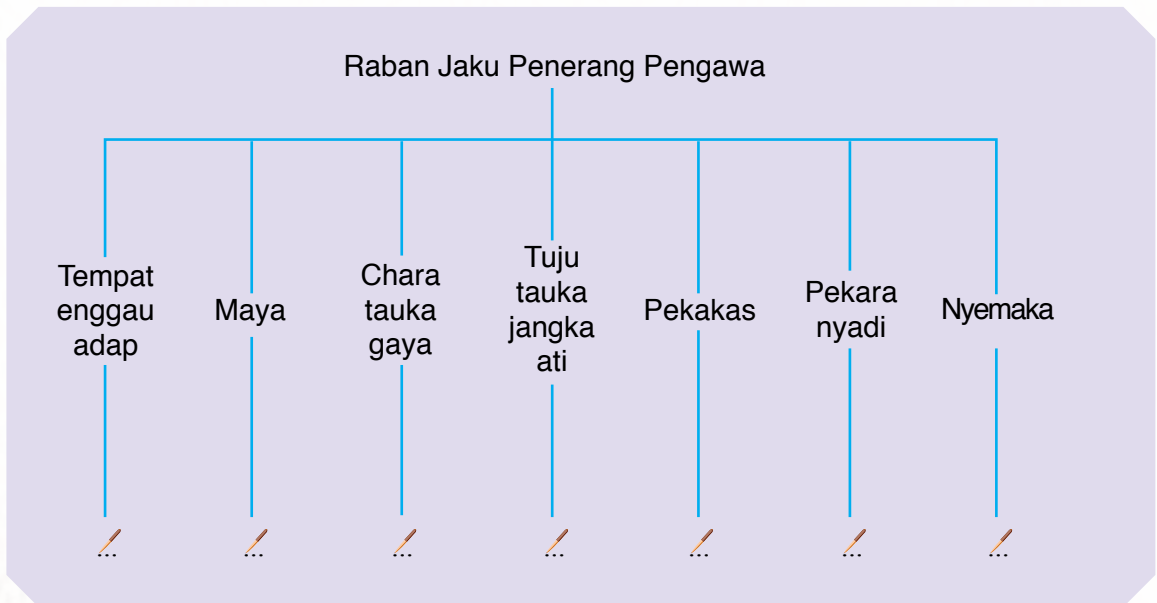 Raban Jaku Penerang Pengawa
Tempat
enggau
adap
Maya
Chara
tauka
gaya
Tuju
tauka
jangka
ati
Pekakas
Pekara
nyadi
Nyemaka
...
...
...
...
...
...
...